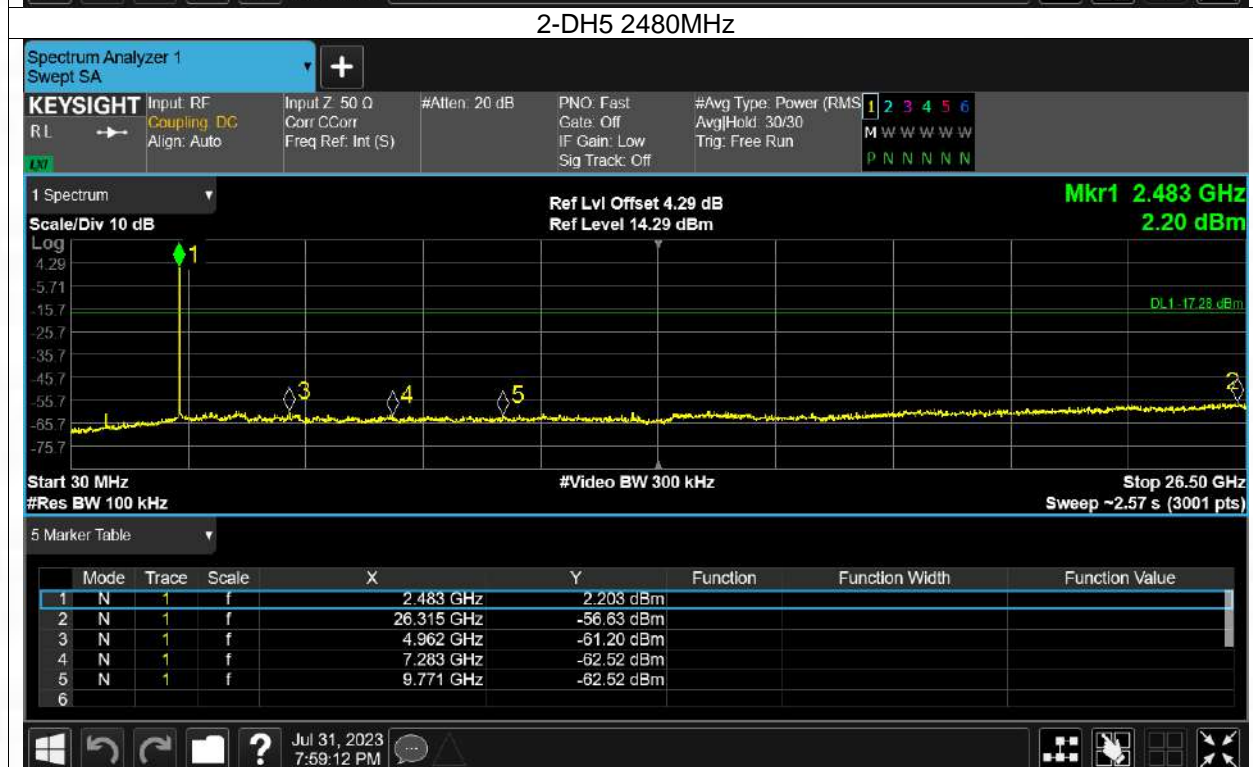 2-DH5 2480MHz
Spectrum Analyzer 1
Swept SA
+
KEYSIGHT
RL
LXI
Input: RF
Coupling: DC
Align: Auto
Input Z: 50 Ω
Corr CCorr
Freq Ref: Int (S)
#Atten: 20 dB
PNO: Fast
Gate: Off
IF Gain: Low
Sig Track: Off
#Avg Type: Power (RMS
Avg|Hold: 30/30
Trig: Free Run
1 2 3 4 5 6
M W W W W W
P N N N N N
1 Spectrum
Scale/Div 10 dB
Ref Lvl Offset 4.29 dB
Ref Level 14.29 dBm
Mkr1 2.483 GHz
2.20 dBm
Log
4.29
-5.71
-15.7
-25.7
-35.7
-45.7
-55.7
-65.7
-75.7
1
DL1 -17.28 dBm
3
4
5
2
Start 30 MHz
#Video BW 300 kHz
Stop 26.50 GHz
#Res BW 100 kHz
Sweep ~2.57 s (3001 pts)
5 Marker Table
Mode Trace Scale X Y Function Function Width Function Value
1 N 1 f 2.483 GHz 2.203 dBm
2 N 1 f 26.315 GHz -56.63 dBm
3 N 1 f 4.962 GHz -61.20 dBm
4 N 1 f 7.283 GHz -62.52 dBm
5 N 1 f 9.771 GHz -62.52 dBm
6
?
Jul 31, 2023
7:59:12 PM